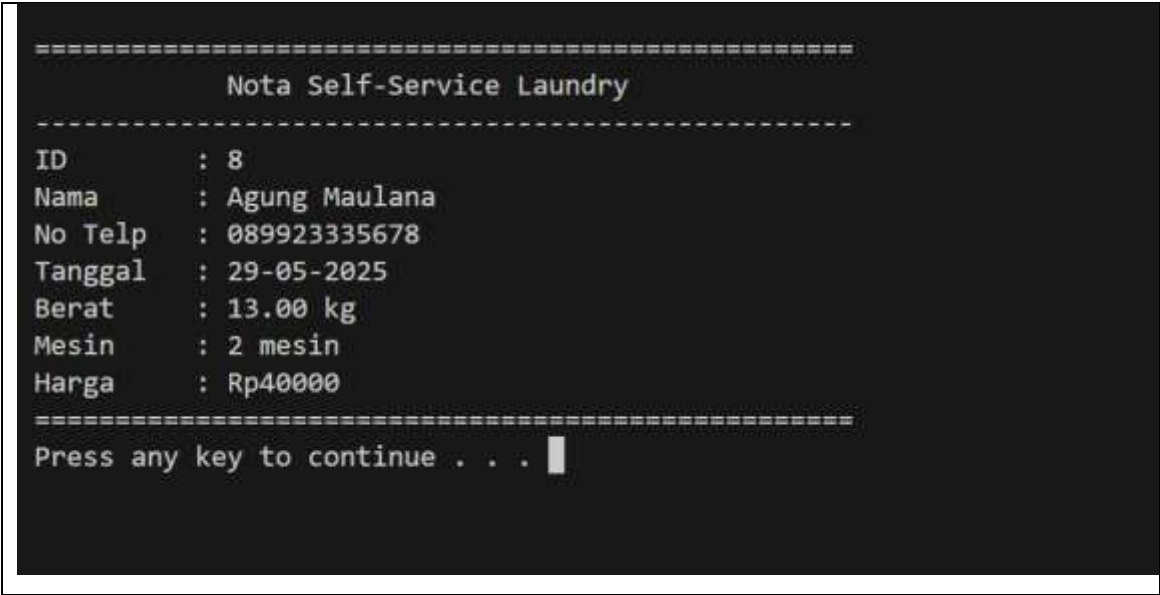 ===================================================
Nota Self-Service Laundry
---------------------------------------------------
ID : 8
Nama : Agung Maulana
No Telp : 089923335678
Tanggal : 29-05-2025
Berat : 13.00 kg
Mesin : 2 mesin
Harga : Rp40000
===================================================
Press any key to continue . . .